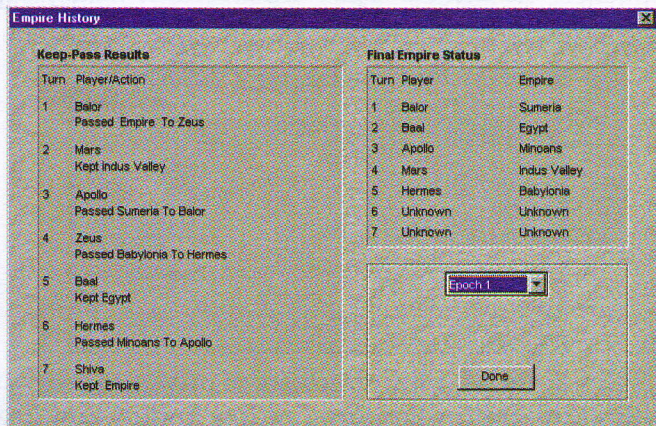 Empire History
Keep-Pass Results
Turn Player/Action
1 Balor
Passed Empire To Zeus
2 Mars
Kept Indus Valley
3 Apollo
Passed Sumeria To Balor
4 Zeus
Passed Babylonia To Hermes
5 Baal
Kept Egypt
6 Hermes
Passed Minoans To Apollo
7 Shiva
Kept Empire
Final Empire Status
Turn Player Empire
1 Balor Sumeria
2 Baal Egypt
3 Apollo Minoans
4 Mars Indus Valley
5 Hermes Babylonia
6 Unknown Unknown
7 Unknown Unknown
Epoch 1
Done